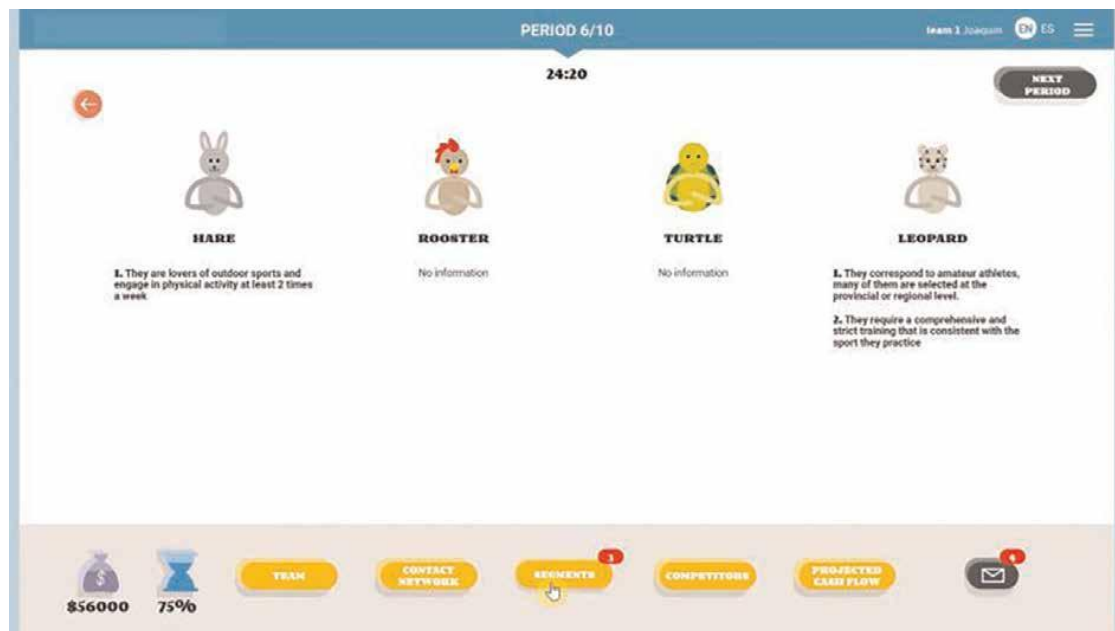 PERIOD 6/10
team 1 Joaquin EN ES
24:20
NEXT
PERIOD
HARE
ROOSTER
TURTLE
LEOPARD
1. They are lovers of outdoor sports and
engage in physical activity at least 2 times
a week
No information
No information
1. They correspond to amateur athletes,
many of them are selected at the
provincial or regional level.
2. They require a comprehensive and
strict training that is consistent with the
sport they practice
$
$56000
75%
TEAM
CONTACT
NETWORK
SEGMENTS
3
COMPETITORS
PROJECTED
CASH FLOW